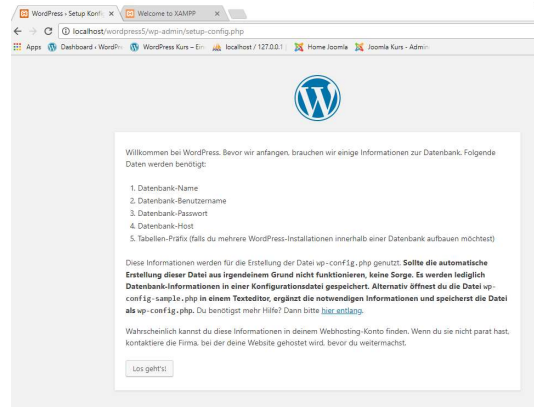 WordPress › Setup Konfig
Welcome to XAMPP
localhost/wordpress5/wp-admin/setup-config.php
Apps
Dashboard ‹ WordPre
WordPress Kurs – Ein
localhost / 127.0.0.1 |
Home Joomla
Joomla Kurs - Admin
Willkommen bei WordPress. Bevor wir anfangen, brauchen wir einige Informationen zur Datenbank. Folgende
Daten werden benötigt:
1. Datenbank-Name
2. Datenbank-Benutzername
3. Datenbank-Passwort
4. Datenbank-Host
5. Tabellen-Präfix (falls du mehrere WordPress-Installationen innerhalb einer Datenbank aufbauen möchtest)
Diese Informationen werden für die Erstellung der Datei wp-config.php genutzt. Sollte die automatische
Erstellung dieser Datei aus irgendeinem Grund nicht funktionieren, keine Sorge. Es werden lediglich
Datenbank-Informationen in einer Konfigurationsdatei gespeichert. Alternativ öffnest du die Datei wp-
config-sample.php in einem Texteditor, ergänzt die notwendigen Informationen und speicherst die Datei
als wp-config.php. Du benötigst mehr Hilfe? Dann bitte hier entlang.
Wahrscheinlich kannst du diese Informationen in deinem Webhosting-Konto finden. Wenn du sie nicht parat hast,
kontaktiere die Firma, bei der deine Website gehostet wird, bevor du weitermachst.
Los geht's!